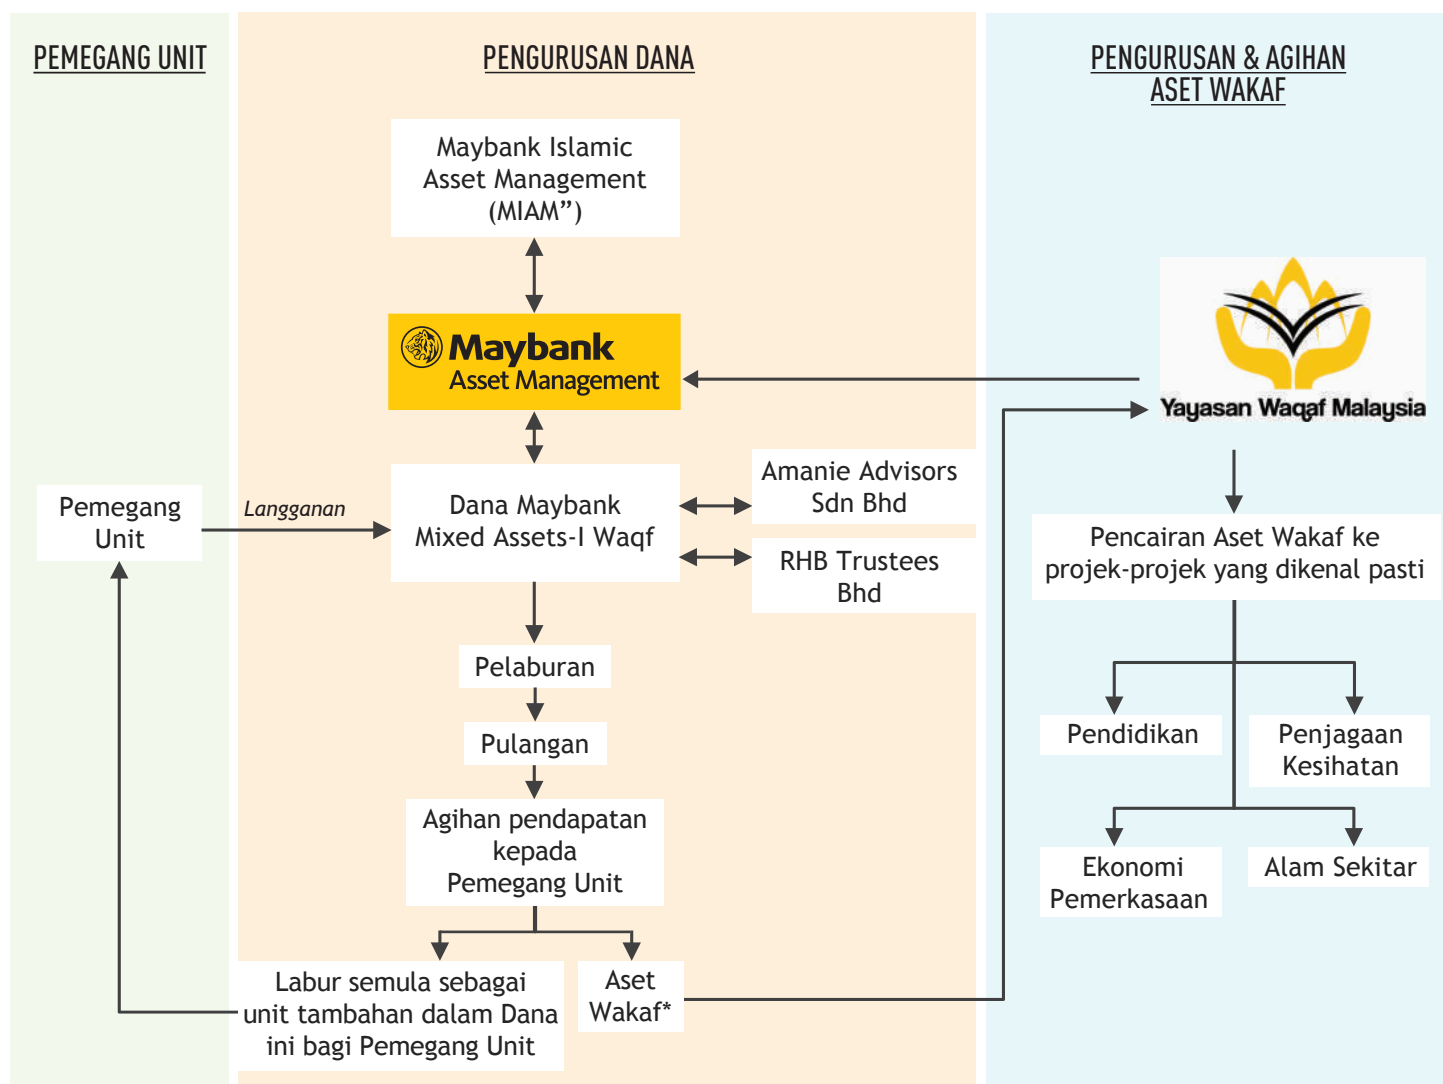 PEMEGANG UNIT
PENGURUSAN DANA
PENGURUSAN & AGIHAN
ASET WAKAF
Maybank Islamic
Asset Management
(MIAM”)
Maybank
Asset Management
Yayasan Waqaf Malaysia
Pemegang
Unit
Langganan
Dana Maybank
Mixed Assets-I Waqf
Amanie Advisors
Sdn Bhd
RHB Trustees
Bhd
Pencairan Aset Wakaf ke
projek-projek yang dikenal pasti
Pelaburan
Pulangan
Agihan pendapatan
kepada
Pemegang Unit
Labur semula sebagai
unit tambahan dalam Dana
ini bagi Pemegang Unit
Aset
Wakaf*
Pendidikan
Penjagaan
Kesihatan
Ekonomi
Pemerkasaan
Alam Sekitar